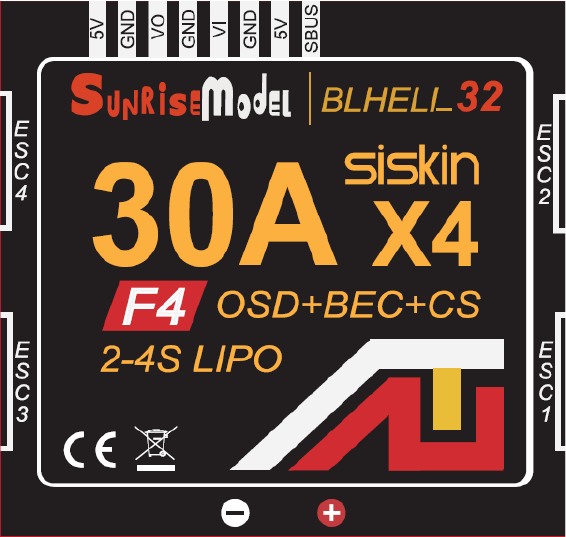 5V GND VO GND VI GND 5V SBUS
SUNRiSeMoDeL BLHELL_32
ESC4
ESC2
30A siskin
X4
F4 OSD+BEC+CS
2-4S LIPO
ESC3
ESC1
CE
− +